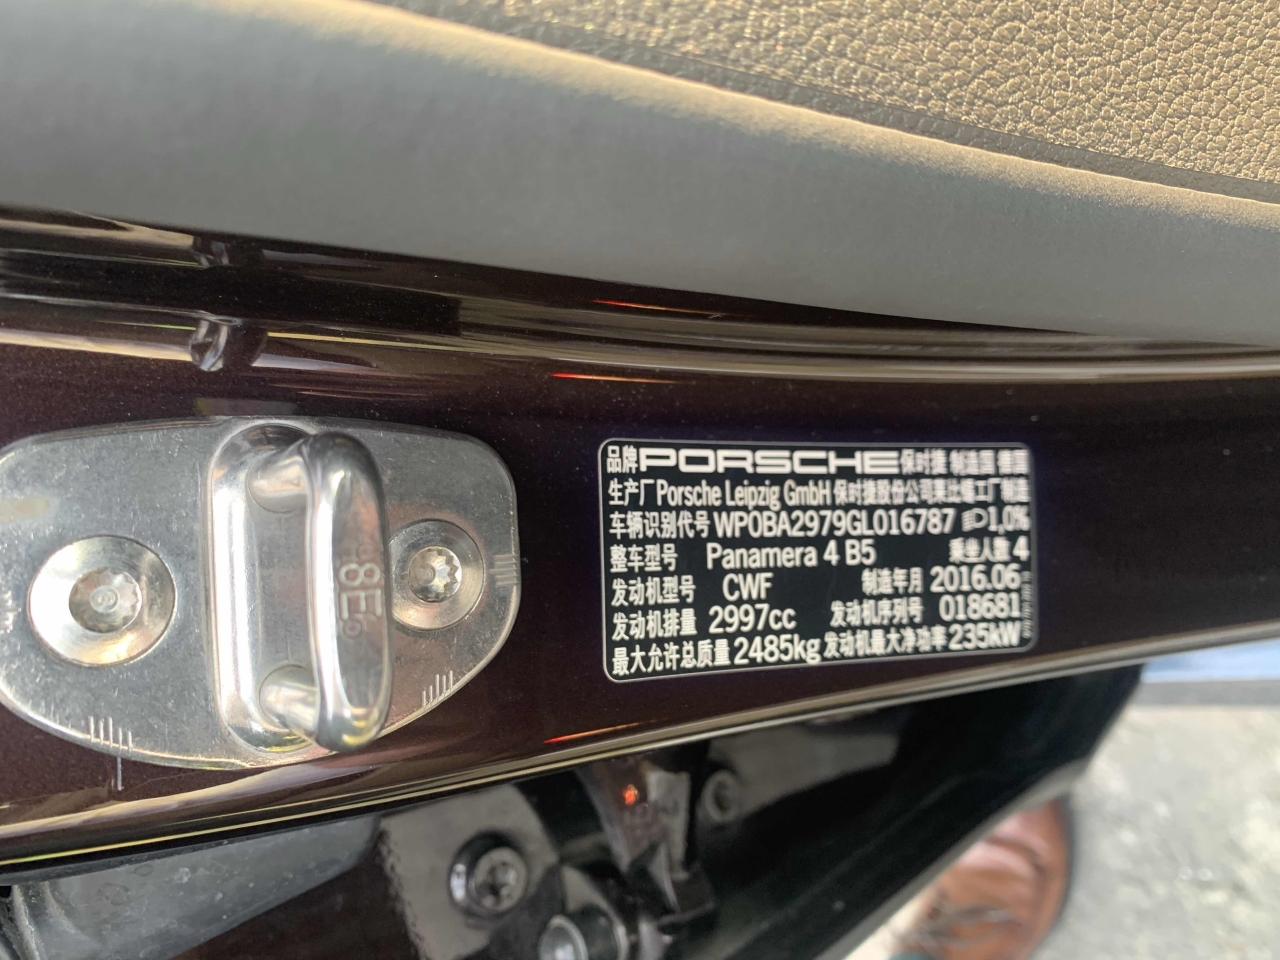 品牌 PORSCHE 保时捷 制造国 德国
生产厂 Porsche Leipzig GmbH 保时捷股份公司莱比锡工厂制造
车辆识别代号 WP0BA2979GL016787 1,0%
整车型号 Panamera 4 B5 乘坐人数 4
发动机型号 CWF 制造年月 2016.06
发动机排量 2997cc 发动机序列号 018681
最大允许总质量 2485kg 发动机最大净功率 235kW
8E